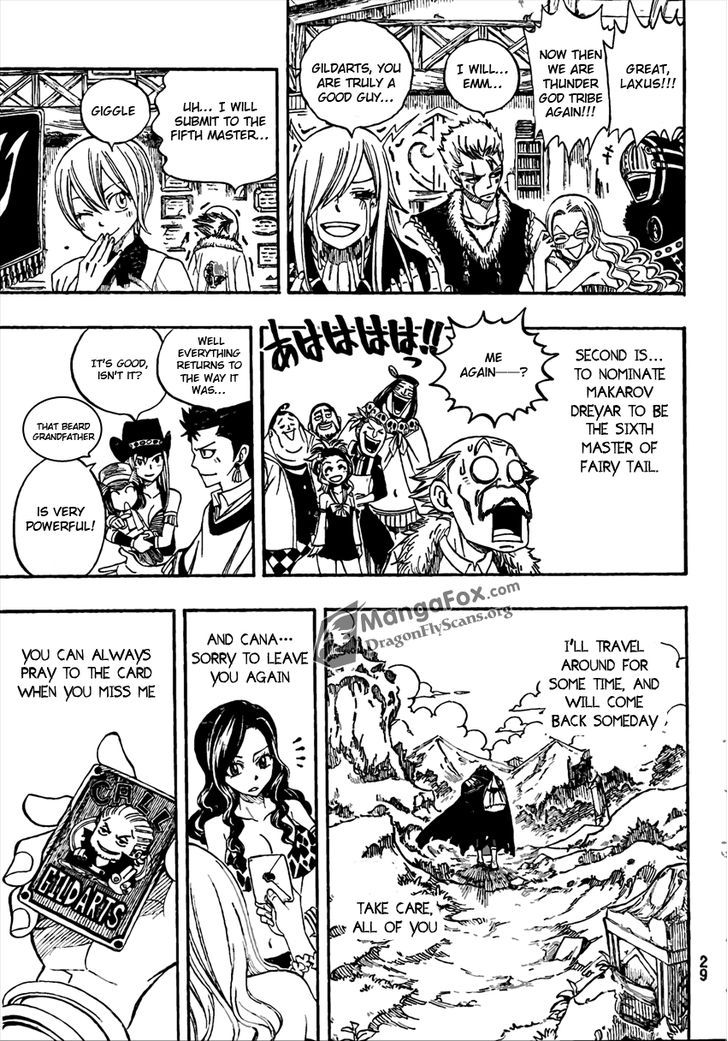 GREAT,
LAXUS!!!
NOW THEN
WE ARE
THUNDER
GOD TRIBE
AGAIN!!!
I WILL...
EMM...
GILDARTS,
YOU ARE
TRULY A
GOOD GUY...
UH... I WILL
SUBMIT TO THE
FIFTH MASTER...
GIGGLE
SECOND IS...
TO NOMINATE
MAKAROV
DREYAR TO BE
THE SIXTH
MASTER OF
FAIRY TAIL.
ME
AGAIN——?
あはははは!!
っ
WELL
EVERYTHING
RETURNS TO
THE WAY IT
WAS...
IT'S GOOD,
ISN'T IT?
THAT BEARD
GRANDFATHER
IS VERY
POWERFUL!
MangaFox.com
DragonFlyScans.org
I'LL TRAVEL
AROUND FOR
SOME TIME, AND
WILL COME
BACK SOMEDAY
TAKE CARE,
ALL OF YOU
AND CANA...
SORRY TO LEAVE
YOU AGAIN
YOU CAN ALWAYS
PRAY TO THE CARD
WHEN YOU MISS ME
CALL
GILDARTS
29